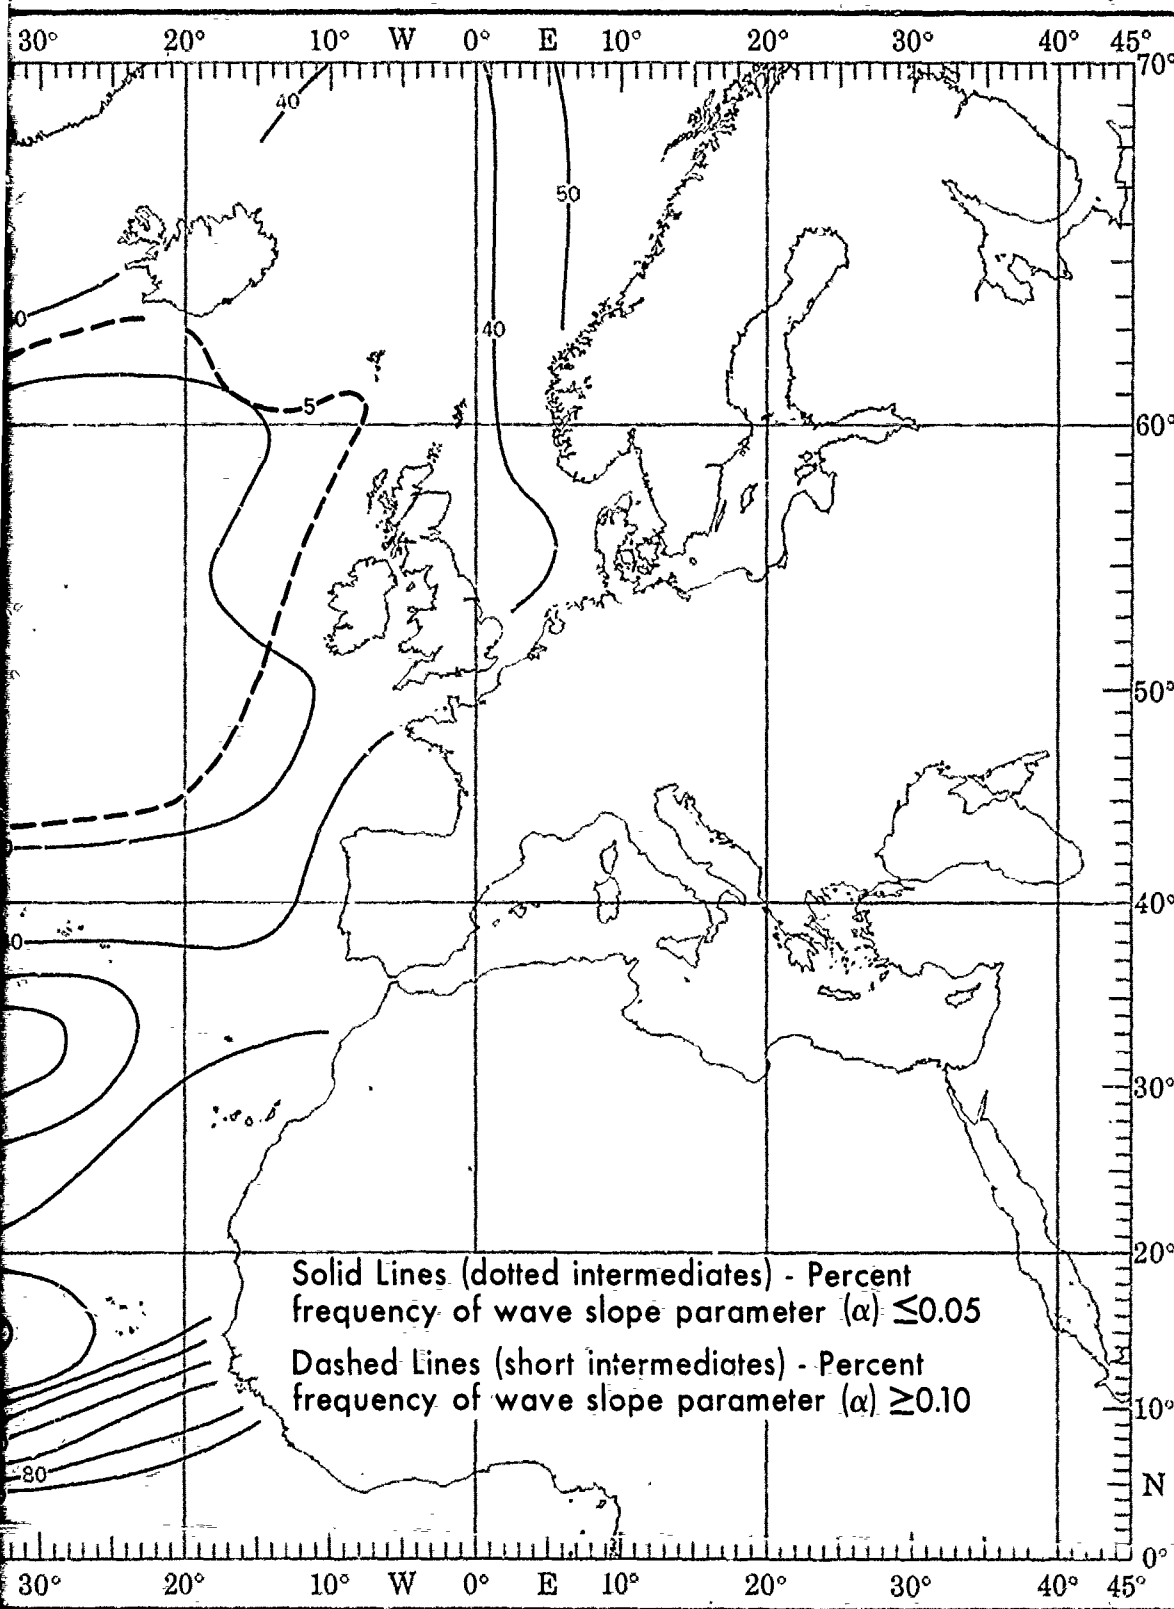 30° 20° 10° W 0° E 10° 20° 30° 40° 45°
70°
40
50
40
5
60°
50°
40°
30°
20°
Solid Lines (dotted intermediates) - Percent
frequency of wave slope parameter (α) ≤0.05
Dashed Lines (short intermediates) - Percent
frequency of wave slope parameter (α) ≥0.10
10°
80
N
0°
30° 20° 10° W 0° E 10° 20° 30° 40° 45°